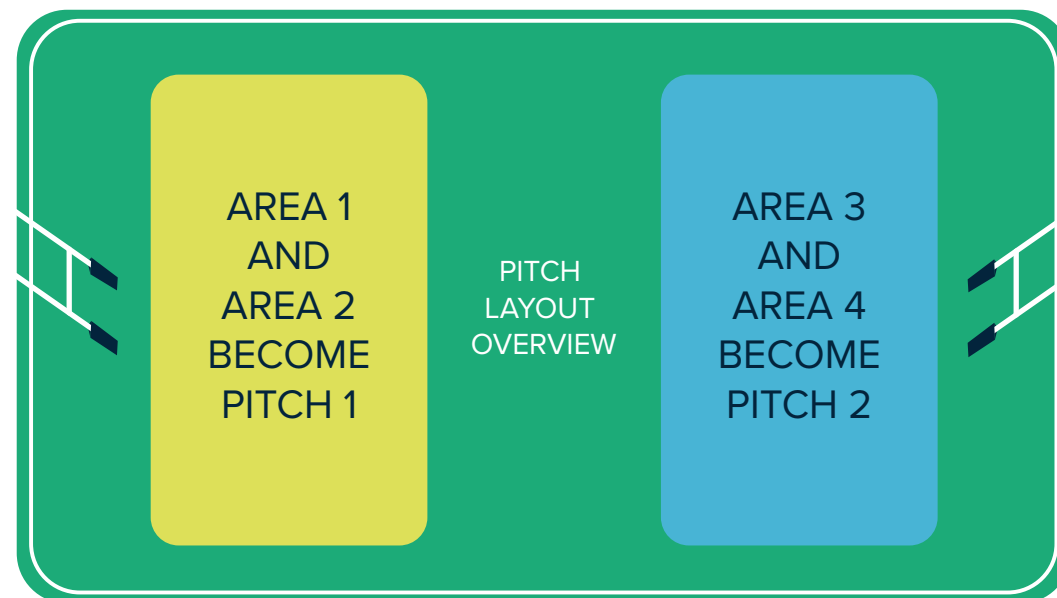 AREA 1
AND
AREA 2
BECOME
PITCH 1
PITCH
LAYOUT
OVERVIEW
AREA 3
AND
AREA 4
BECOME
PITCH 2